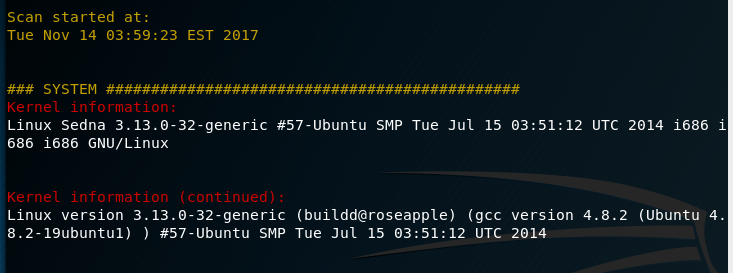 Scan started at:
Tue Nov 14 03:59:23 EST 2017
### SYSTEM ##############################################
Kernel information:
Linux Sedna 3.13.0-32-generic #57-Ubuntu SMP Tue Jul 15 03:51:12 UTC 2014 i686 i
686 i686 GNU/Linux
Kernel information (continued):
Linux version 3.13.0-32-generic (buildd@roseapple) (gcc version 4.8.2 (Ubuntu 4.
8.2-19ubuntu1) ) #57-Ubuntu SMP Tue Jul 15 03:51:12 UTC 2014